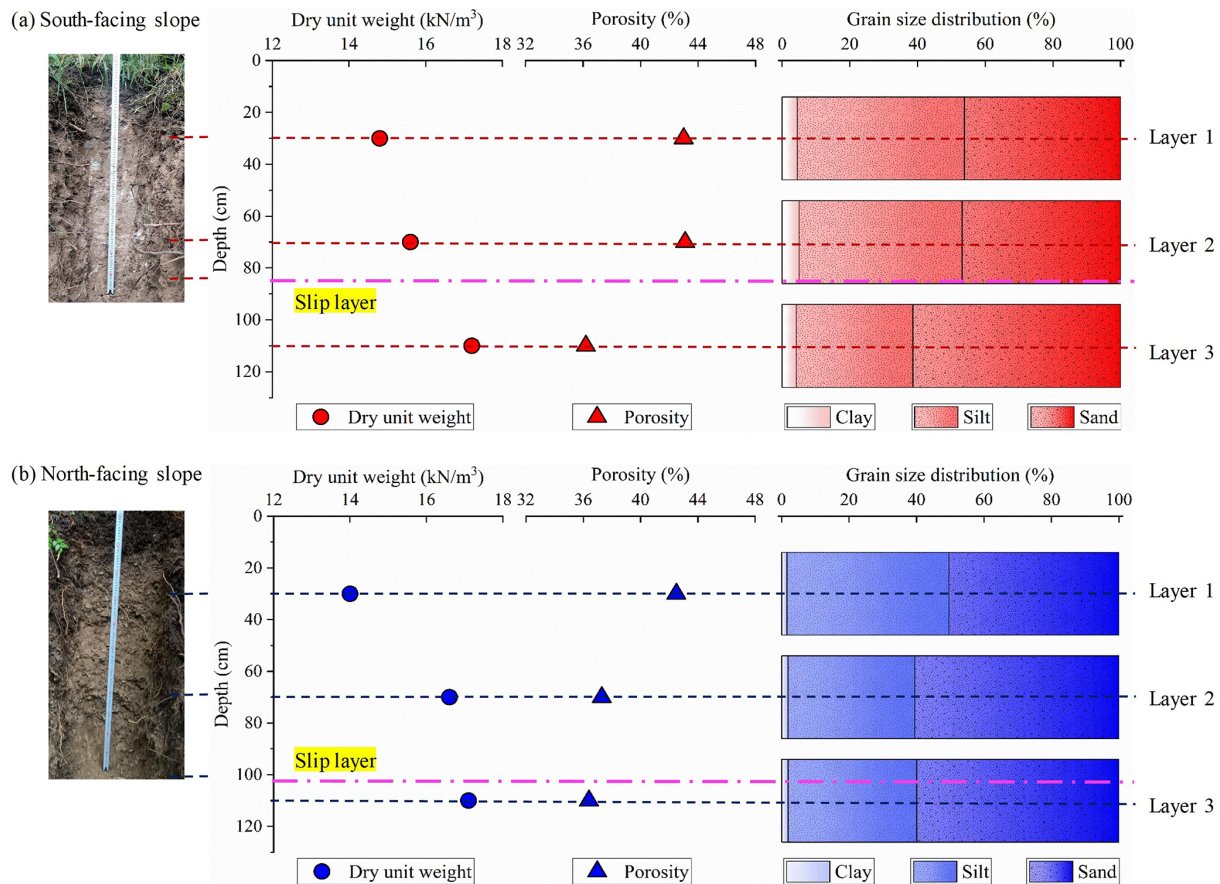 (a) South-facing slope
Dry unit weight (kN/m³) Porosity (%) Grain size distribution (%)
12 14 16 18 32 36 40 44 48 0 20 40 60 80 100
0
20
40
60
80
100
120
Depth (cm)
Layer 1
Layer 2
Slip layer
Layer 3
Dry unit weight Porosity Clay Silt Sand
(b) North-facing slope
Dry unit weight (kN/m³) Porosity (%) Grain size distribution (%)
12 14 16 18 32 36 40 44 48 0 20 40 60 80 100
0
20
40
60
80
100
120
Depth (cm)
Layer 1
Layer 2
Slip layer
Layer 3
Dry unit weight Porosity Clay Silt Sand